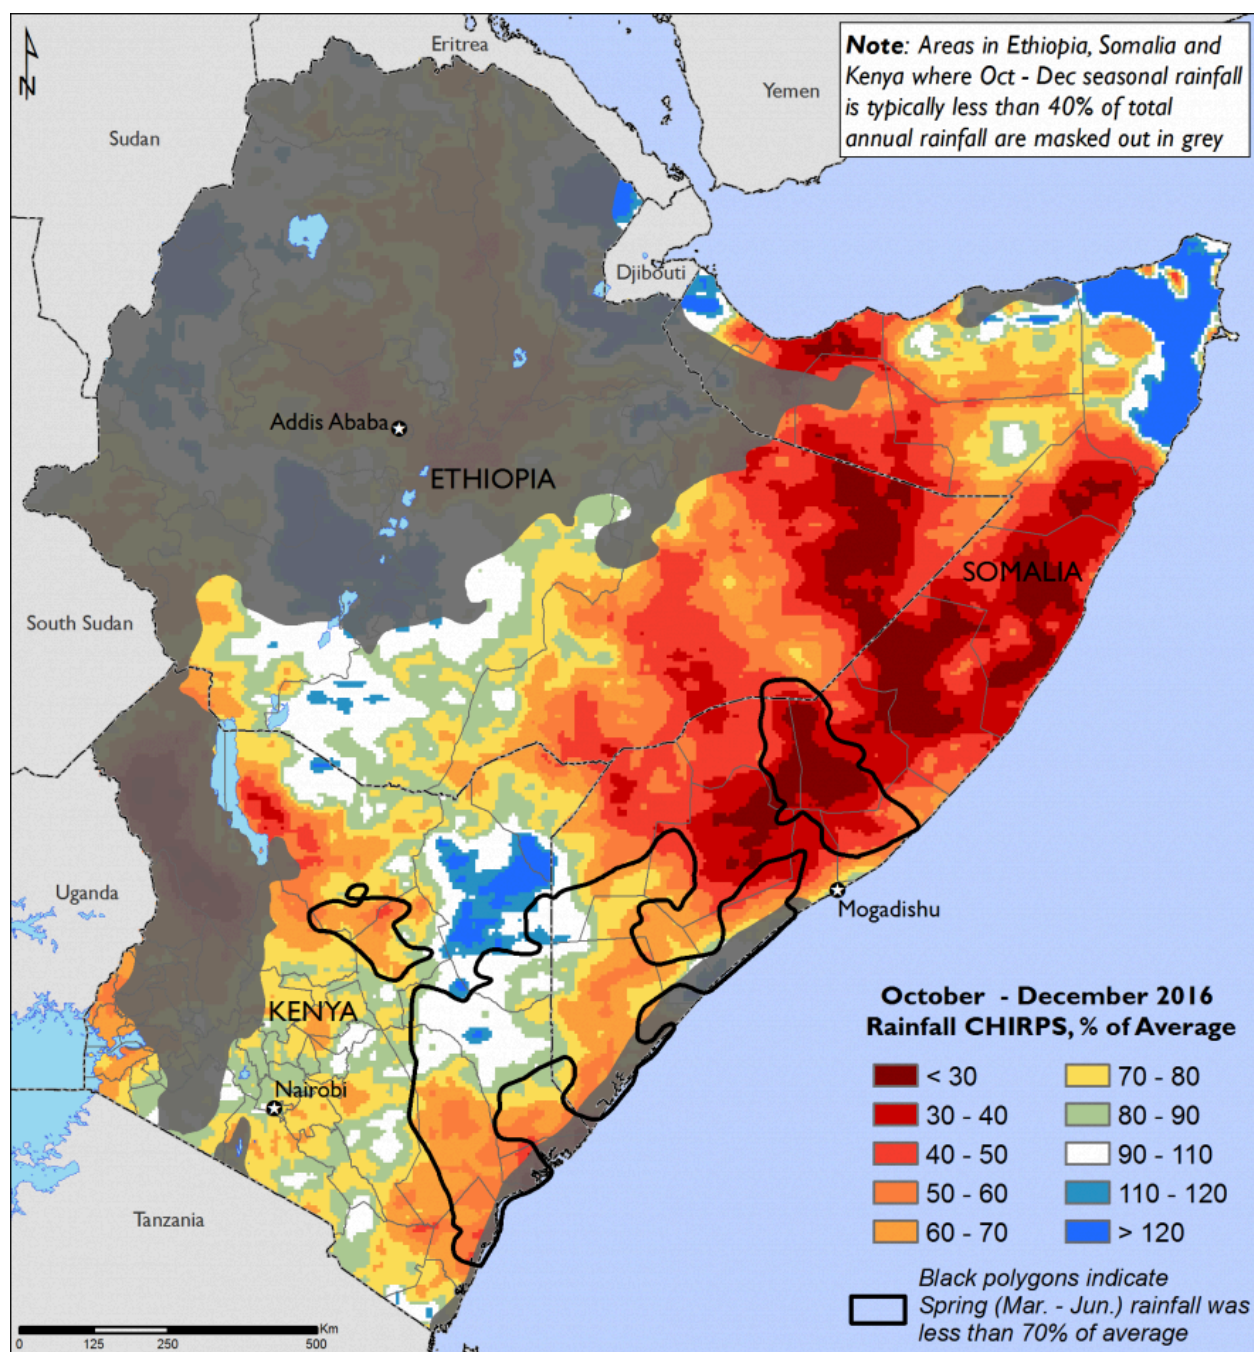 N
Eritrea
Yemen
Sudan
Note: Areas in Ethiopia, Somalia and
Kenya where Oct - Dec seasonal rainfall
is typically less than 40% of total
annual rainfall are masked out in grey
Djibouti
Addis Ababa
ETHIOPIA
SOMALIA
South Sudan
Uganda
Mogadishu
KENYA
Nairobi
Tanzania
October - December 2016
Rainfall CHIRPS, % of Average
< 30
30 - 40
40 - 50
50 - 60
60 - 70
70 - 80
80 - 90
90 - 110
110 - 120
> 120
Black polygons indicate
Spring (Mar. - Jun.) rainfall was
less than 70% of average
Km
0 125 250 500